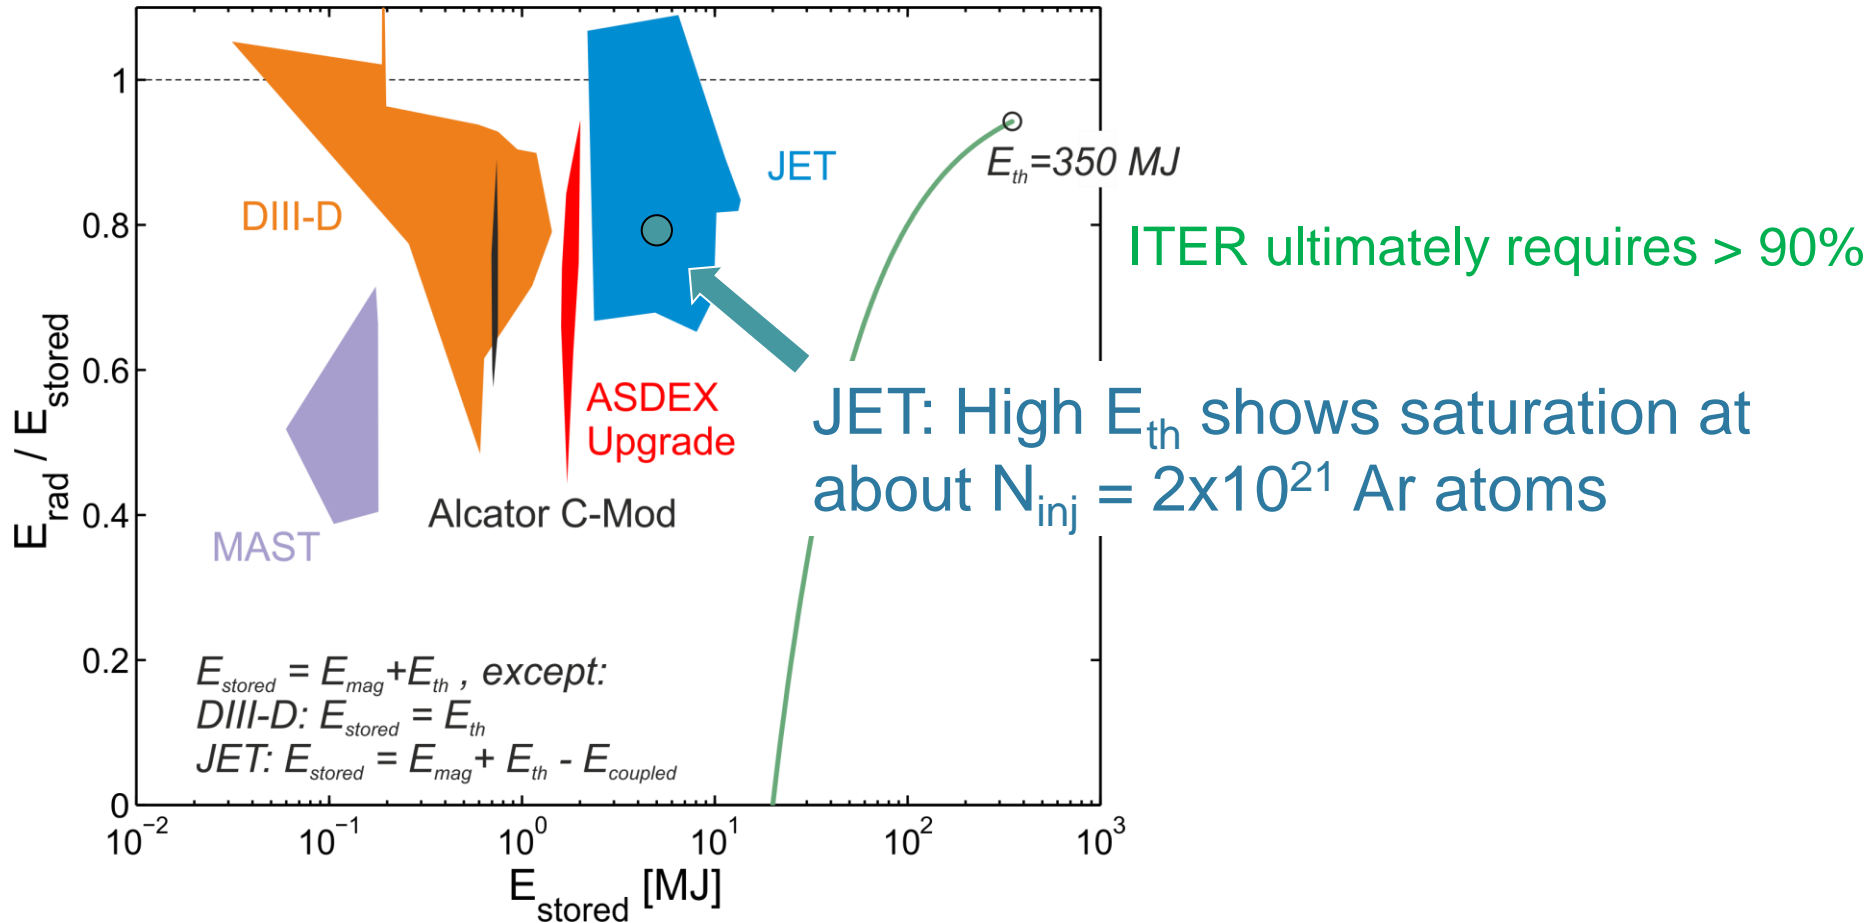 1
0.8
0.6
0.4
0.2
0
E_rad / E_stored
10^−2
10^−1
10^0
10^1
10^2
10^3
E_stored [MJ]
DIII-D
MAST
Alcator C-Mod
ASDEX
Upgrade
JET
E_th=350 MJ
ITER ultimately requires > 90%
JET: High E_th shows saturation at
about N_inj = 2x10^21 Ar atoms
E_stored = E_mag+E_th , except:
DIII-D: E_stored = E_th
JET: E_stored = E_mag+ E_th - E_coupled